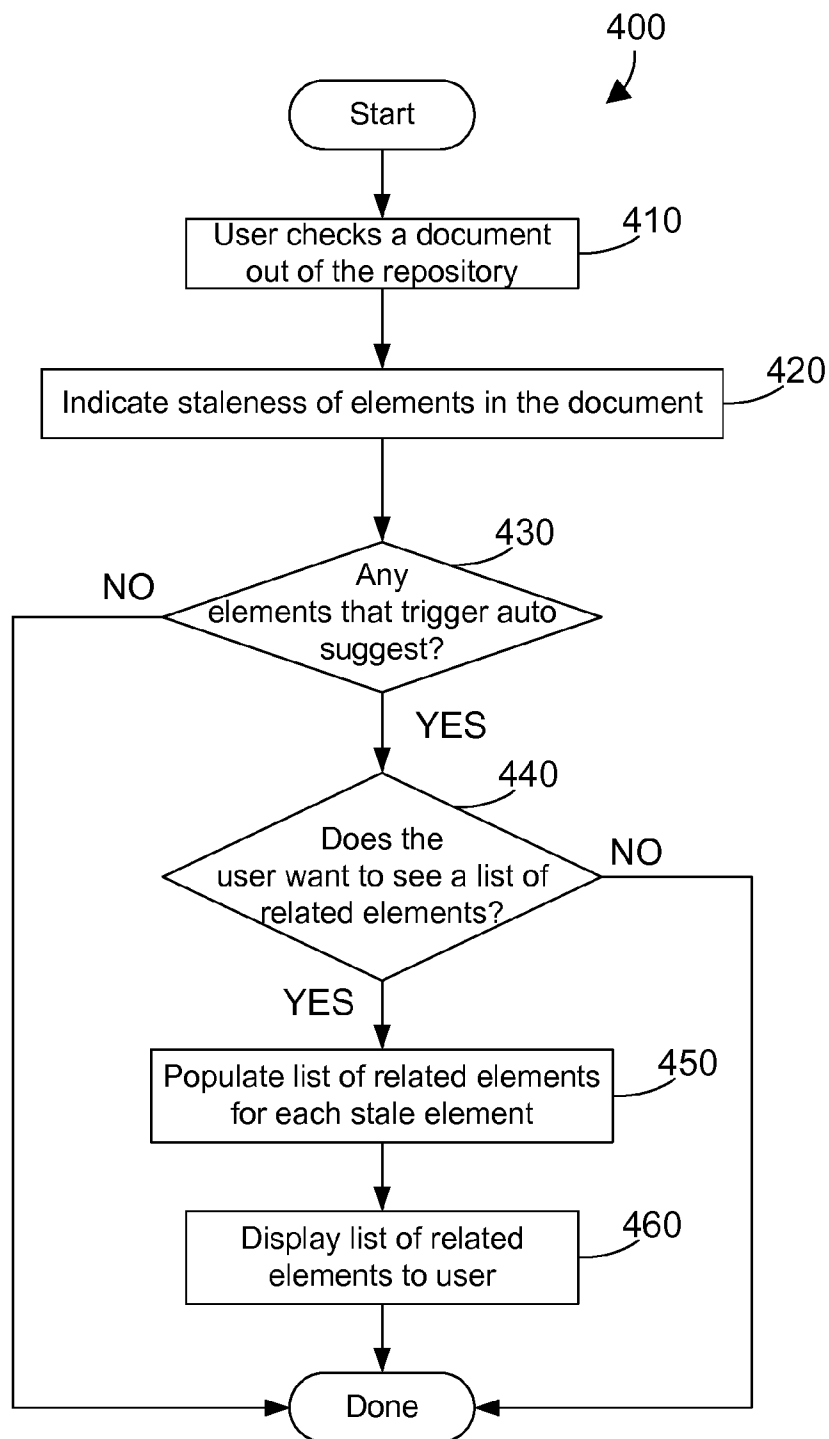 400
Start
User checks a document
out of the repository
410
Indicate staleness of elements in the document
420
430
NO
Any
elements that trigger auto
suggest?
YES
440
Does the
user want to see a list of
related elements?
NO
YES
Populate list of related elements
for each stale element
450
Display list of related
elements to user
460
Done